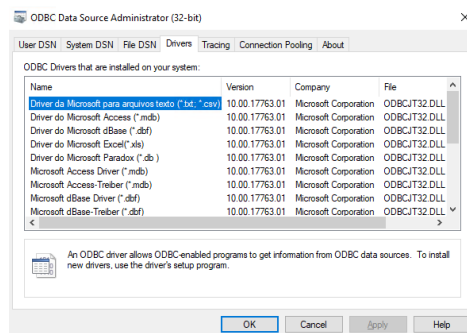 ODBC Data Source Administrator (32-bit)
User DSN System DSN File DSN Drivers Tracing Connection Pooling About
ODBC Drivers that are installed on your system:
Name Version Company File
Driver da Microsoft para arquivos texto (*.txt; *.csv) 10.00.17763.01 Microsoft Corporation ODBCJT32.DLL
Driver do Microsoft Access (*.mdb) 10.00.17763.01 Microsoft Corporation ODBCJT32.DLL
Driver do Microsoft dBase (*.dbf) 10.00.17763.01 Microsoft Corporation ODBCJT32.DLL
Driver do Microsoft Excel(*.xls) 10.00.17763.01 Microsoft Corporation ODBCJT32.DLL
Driver do Microsoft Paradox (*.db ) 10.00.17763.01 Microsoft Corporation ODBCJT32.DLL
Microsoft Access Driver (*.mdb) 10.00.17763.01 Microsoft Corporation ODBCJT32.DLL
Microsoft Access-Treiber (*.mdb) 10.00.17763.01 Microsoft Corporation ODBCJT32.DLL
Microsoft dBase Driver (*.dbf) 10.00.17763.01 Microsoft Corporation ODBCJT32.DLL
Microsoft dBase-Treiber (*.dbf) 10.00.17763.01 Microsoft Corporation ODBCJT32.DLL
An ODBC driver allows ODBC-enabled programs to get information from ODBC data sources. To install
new drivers, use the driver's setup program.
OK Cancel Apply Help